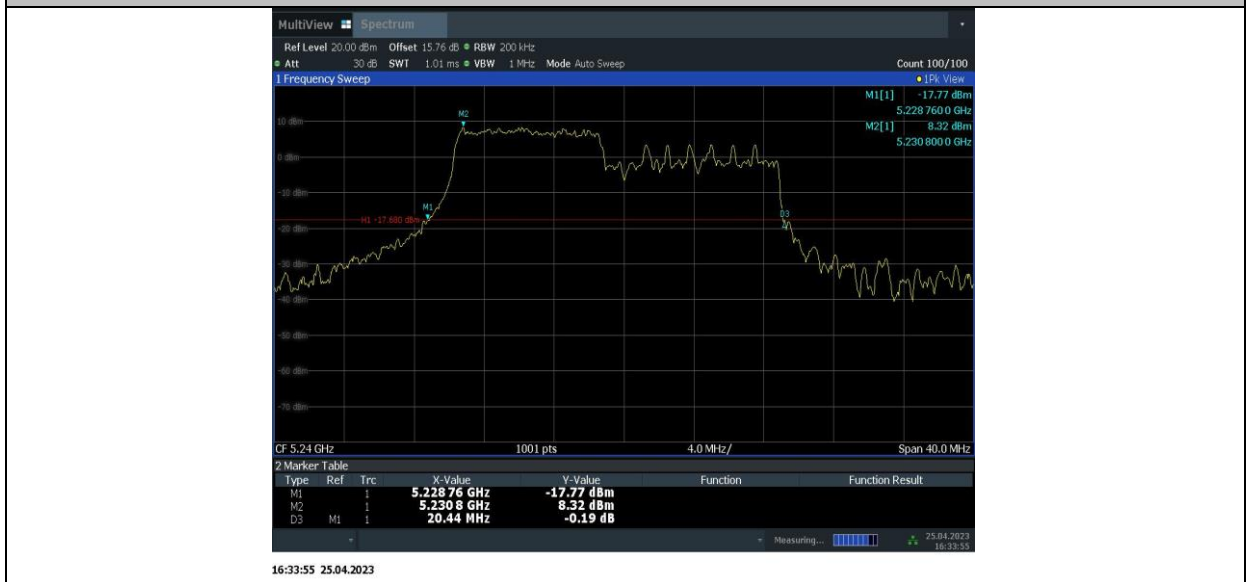 MultiView Spectrum
Ref Level 20.00 dBm Offset 15.76 dB RBW 200 kHz
Att 30 dB SWT 1.01 ms VBW 1 MHz Mode Auto Sweep Count 100/100
1 Frequency Sweep 1Pk View
M1[1] -17.77 dBm
5.228 760 0 GHz
M2[1] 8.32 dBm
5.230 800 0 GHz
M2
10 dBm
0 dBm
-10 dBm
M1
D3
H1 -17.680 dBm
-20 dBm
-30 dBm
-40 dBm
-50 dBm
-60 dBm
-70 dBm
CF 5.24 GHz 1001 pts 4.0 MHz/ Span 40.0 MHz
2 Marker Table
Type Ref Trc X-Value Y-Value Function Function Result
M1 1 5.228 76 GHz -17.77 dBm
M2 1 5.230 8 GHz 8.32 dBm
D3 M1 1 20.44 MHz -0.19 dB
Measuring... 25.04.2023
16:33:55
16:33:55 25.04.2023